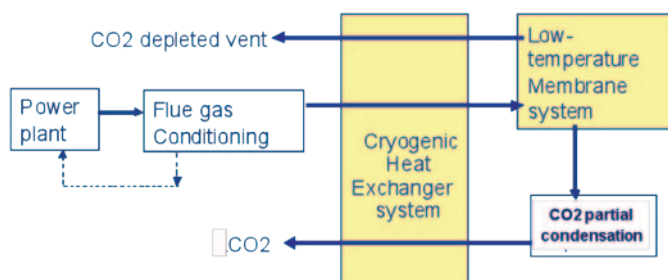 CO2 depleted vent
Low-
temperature
Membrane
system
Power
plant
Flue gas
Conditioning
Cryogenic
Heat
Exchanger
system
CO2 partial
condensation
.CO2